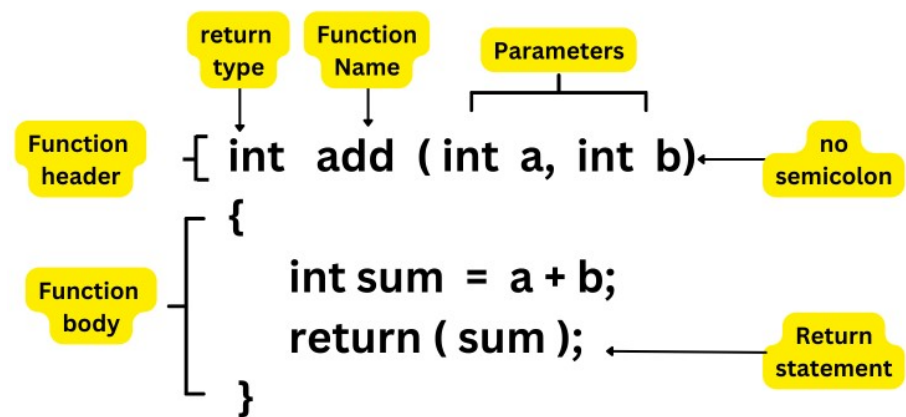 return
type
Function
Name
Parameters
Function
header
int add ( int a, int b)
no
semicolon
{
Function
body
int sum = a + b;
return ( sum );
Return
statement
}